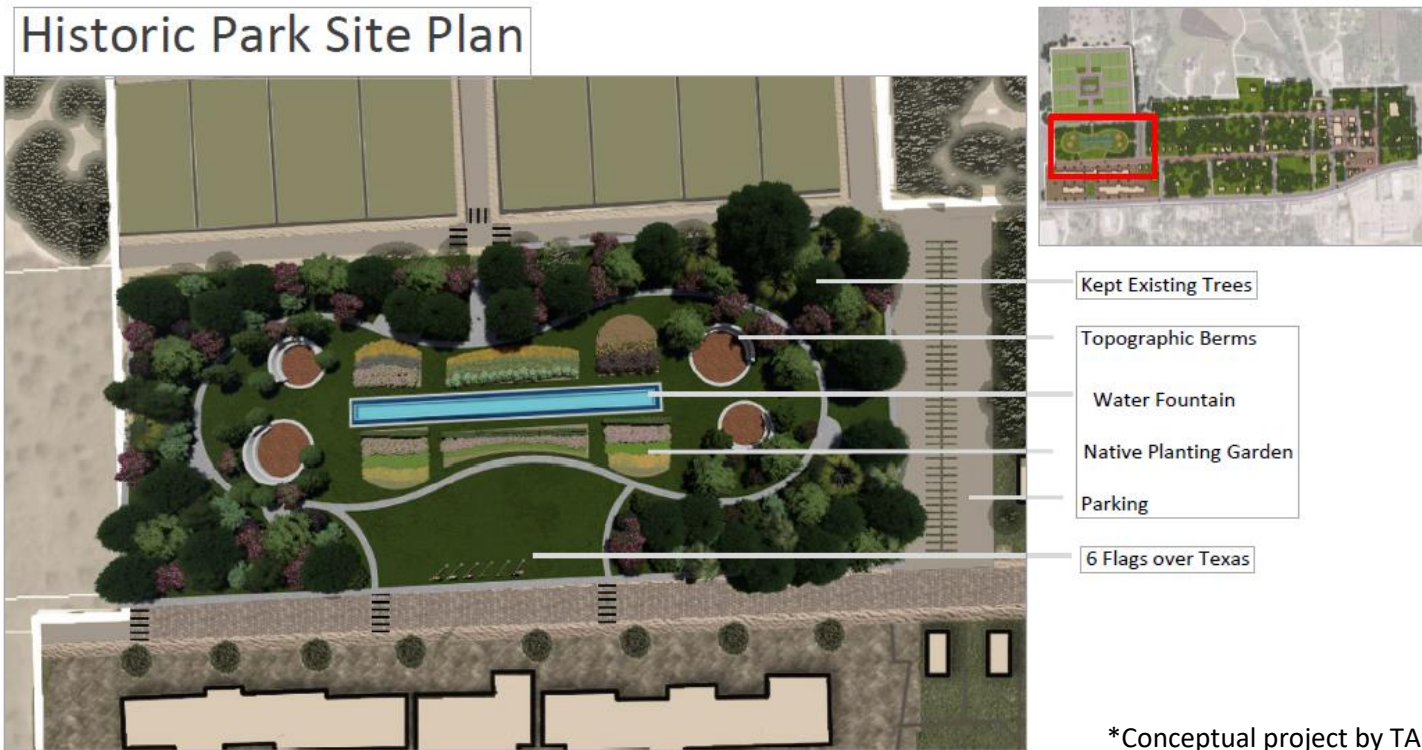 Historic Park Site Plan
Kept Existing Trees
Topographic Berms
Water Fountain
Native Planting Garden
Parking
6 Flags over Texas
*Conceptual project by TA